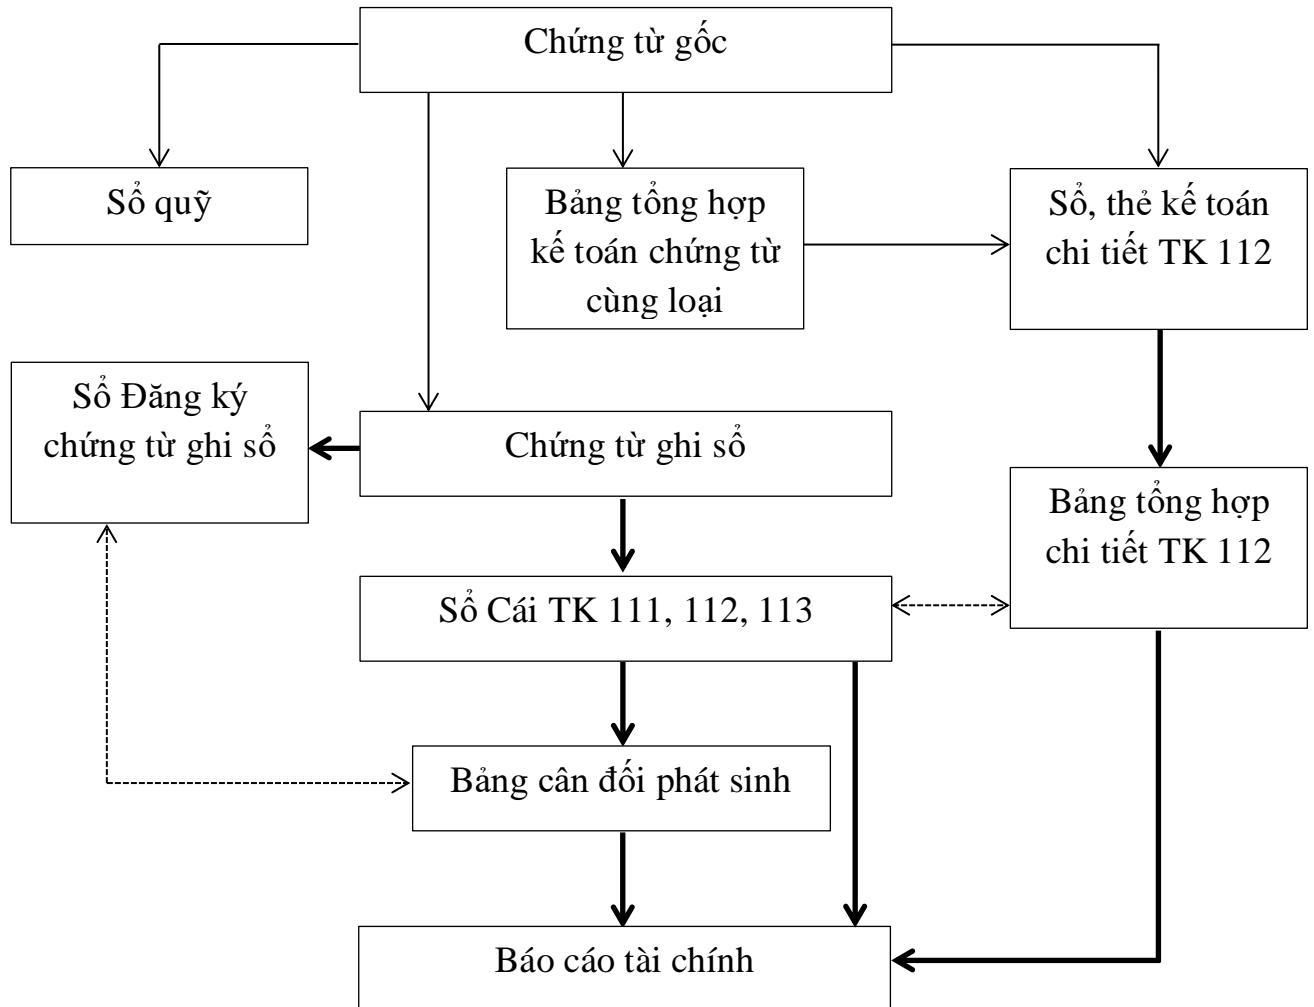 Chứng từ gốc
Sổ quỹ
Bảng tổng hợp
kế toán chứng từ
cùng loại
Sổ, thẻ kế toán
chi tiết TK 112
Sổ Đăng ký
chứng từ ghi sổ
Chứng từ ghi sổ
Bảng tổng hợp
chi tiết TK 112
Sổ Cái TK 111, 112, 113
Bảng cân đối phát sinh
Báo cáo tài chính